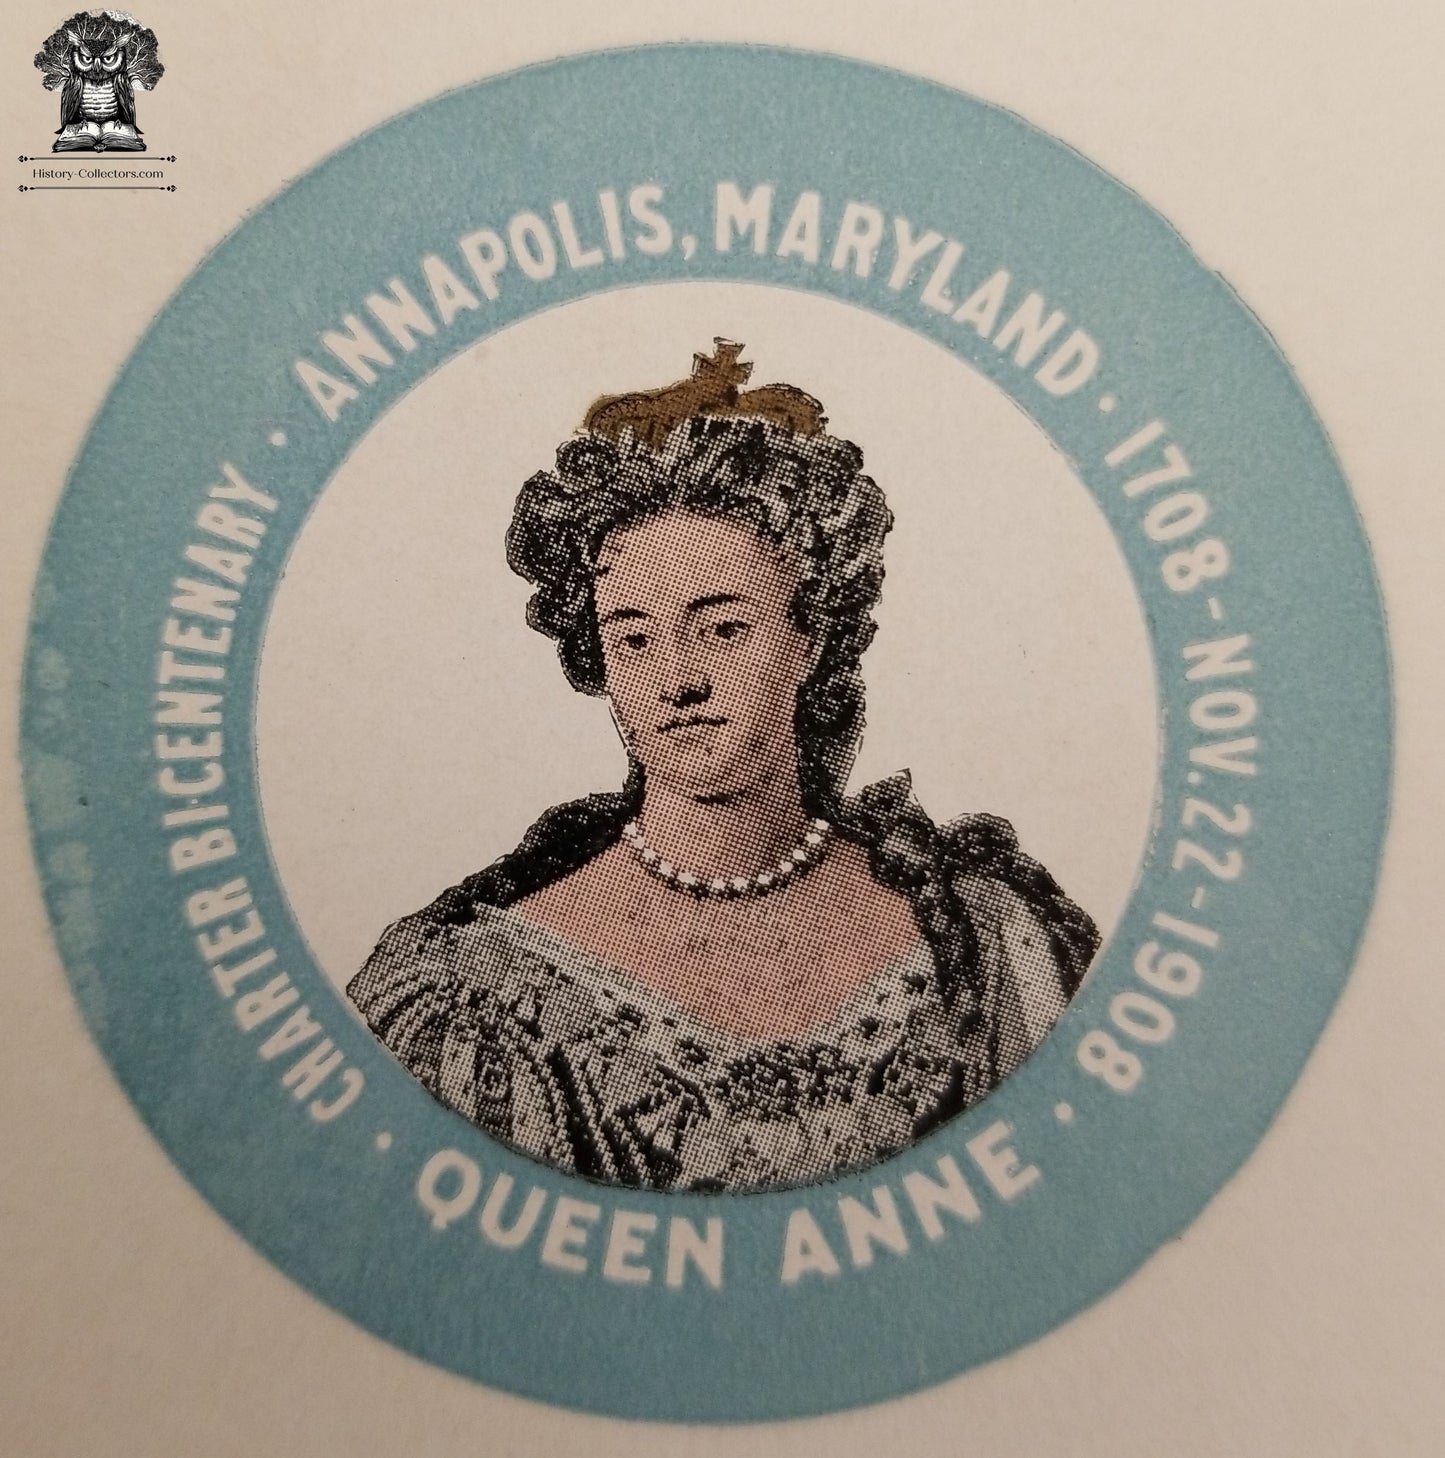 History-Collectors.com
CHARTER BI-CENTENARY · ANNAPOLIS, MARYLAND · 1708-NOV.22-1908 ·
QUEEN ANNE ·